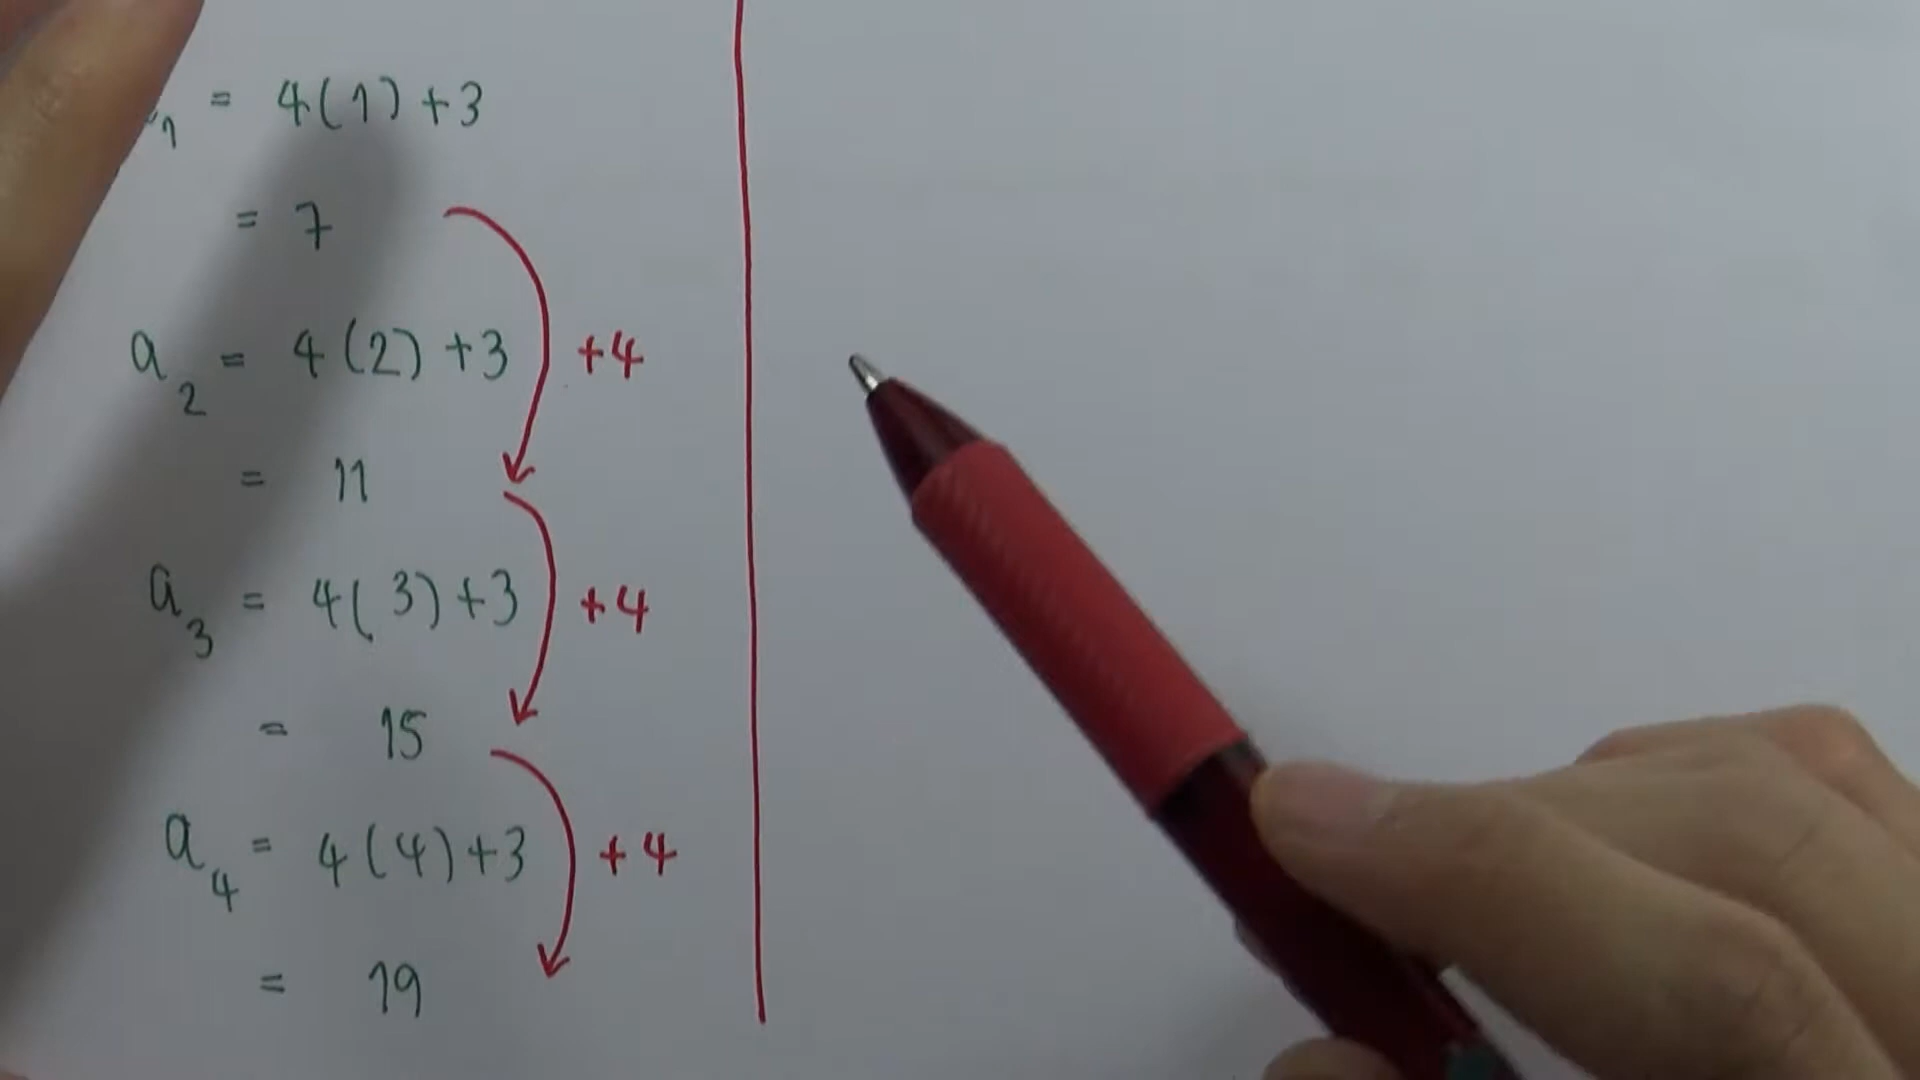 ₁ = 4(1)+3
= 7
a₂ = 4(2)+3 +4
= 11
a₃ = 4(3)+3 +4
= 15
a₄ = 4(4)+3 +4
= 19